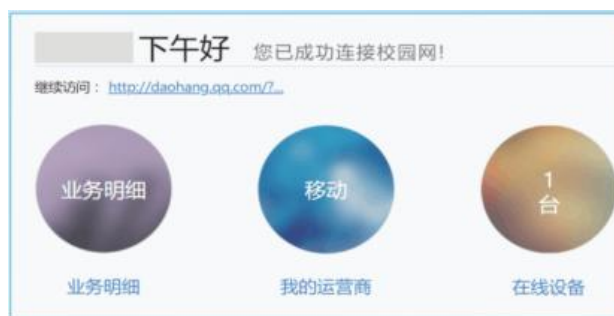 下午好 您已成功连接校园网!
继续访问： http://daohang.qq.com/?...
业务明细 移动 1
台
业务明细 我的运营商 在线设备